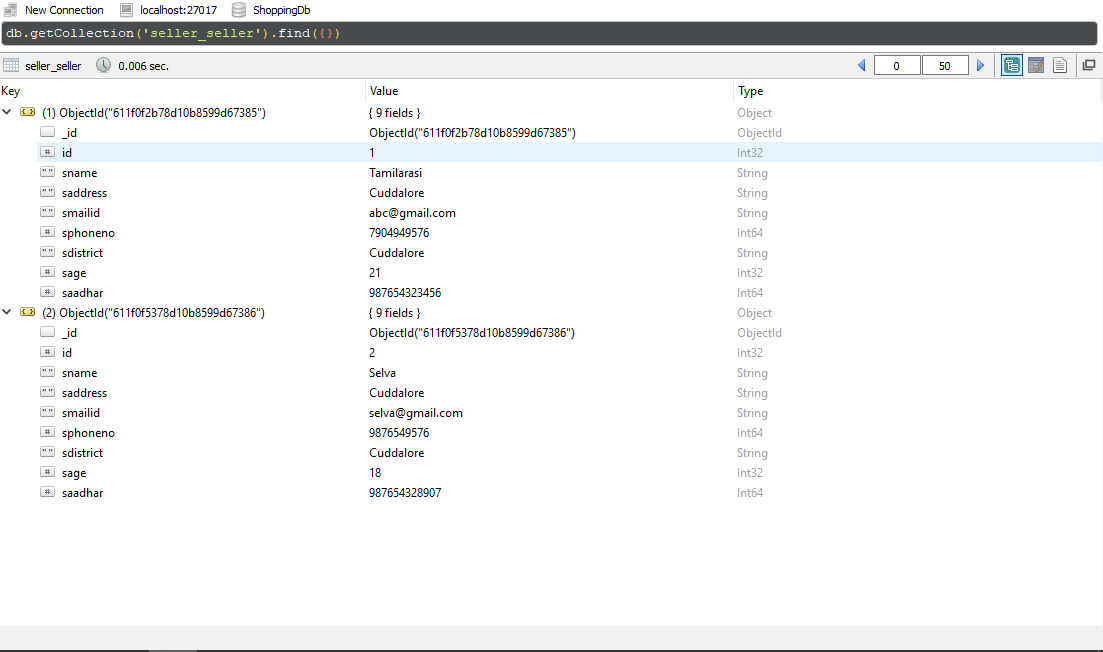 New Connection localhost:27017 ShoppingDb
db.getCollection('seller_seller').find({})
seller_seller 0.006 sec. 0 50
Key Value Type
(1) ObjectId("611f0f2b78d10b8599d67385") { 9 fields } Object
_id ObjectId("611f0f2b78d10b8599d67385") ObjectId
# id 1 Int32
"" sname Tamilarasi String
"" saddress Cuddalore String
"" smailid abc@gmail.com String
# sphoneno 7904949576 Int64
"" sdistrict Cuddalore String
# sage 21 Int32
# saadhar 987654323456 Int64
(2) ObjectId("611f0f5378d10b8599d67386") { 9 fields } Object
_id ObjectId("611f0f5378d10b8599d67386") ObjectId
# id 2 Int32
"" sname Selva String
"" saddress Cuddalore String
"" smailid selva@gmail.com String
# sphoneno 9876549576 Int64
"" sdistrict Cuddalore String
# sage 18 Int32
# saadhar 987654328907 Int64